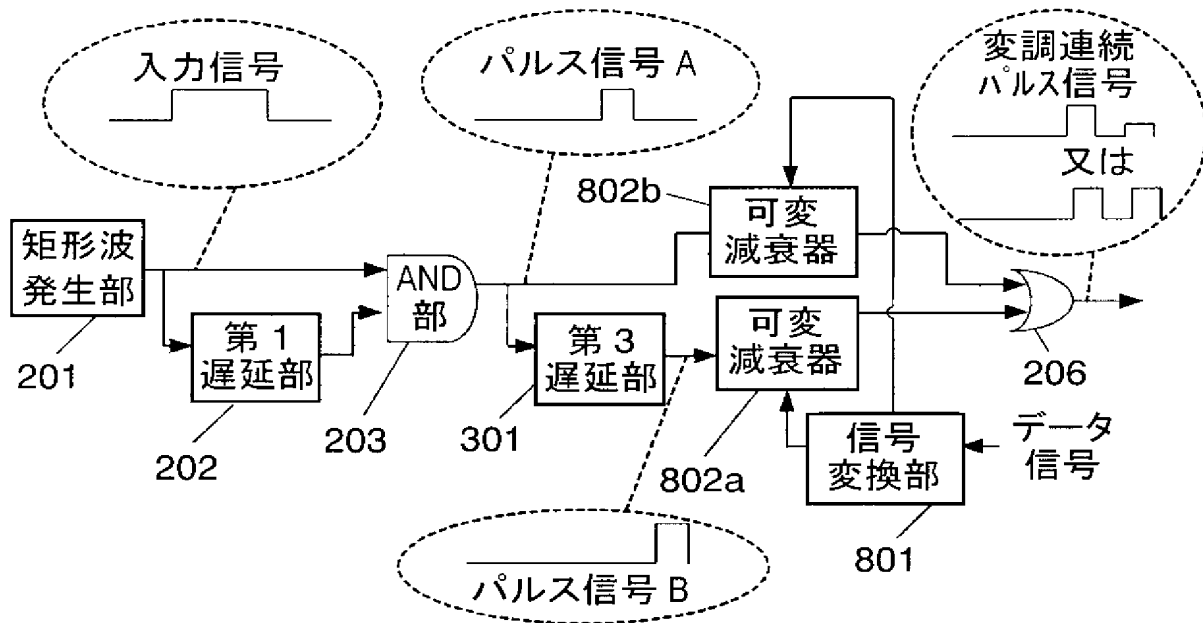 入力信号
パルス信号 A
変調連続
パルス信号
又は
802b
可変
減衰器
矩形波
発生部
AND
部
201
第1
遅延部
第3
遅延部
可変
減衰器
206
202
203
301
802a
信号
変換部
データ
信号
801
パルス信号 B